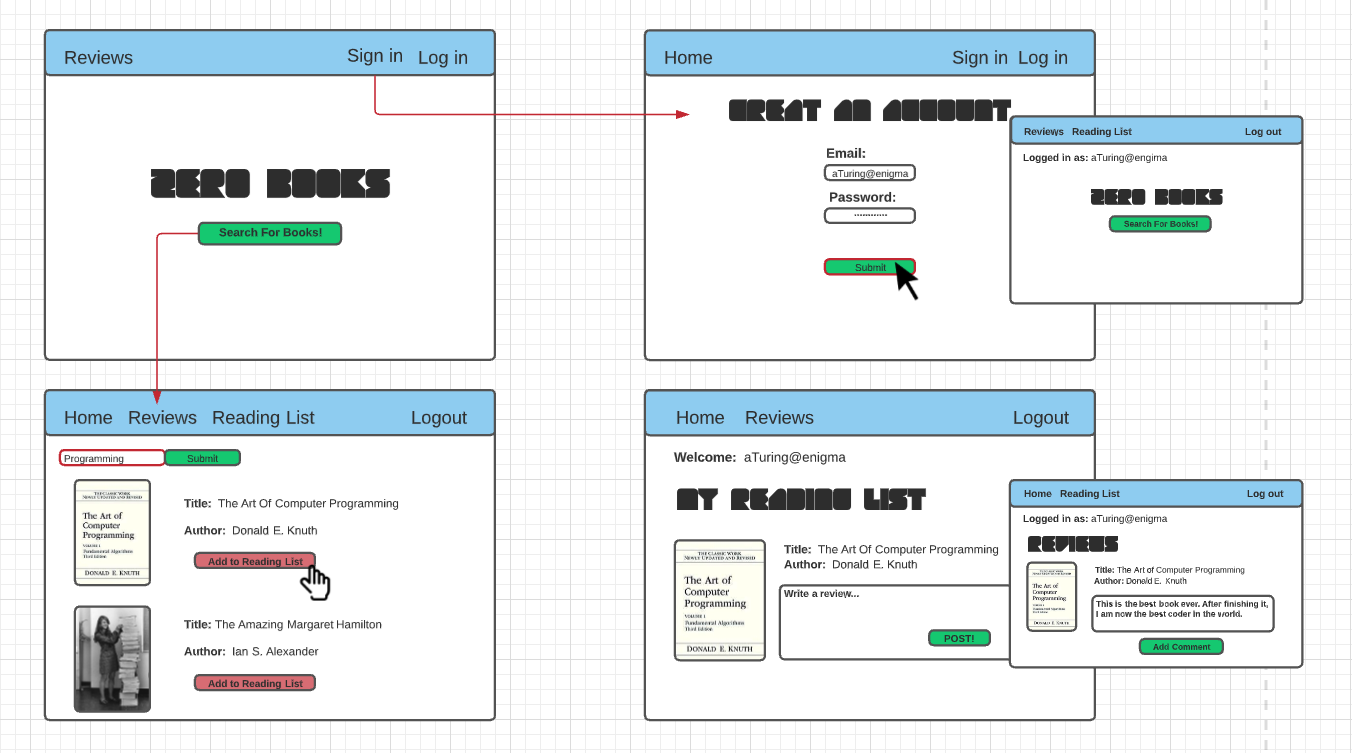 Reviews
Sign in
Log in
ZERO BOOKS
Search For Books!
Home
Sign in
Log in
CREAT AN ACCOUNT
Email:
aTuring@enigma
Password:
Submit
Reviews
Reading List
Log out
Logged in as: aTuring@engima
ZERO BOOKS
Search For Books!
Home
Reviews
Reading List
Logout
Programming
Submit
THE CLASSIC WORK
NEWLY UPDATED AND REVISED
The Art of
Computer
Programming
VOLUME 1
Fundamental Algorithms
Third Edition
DONALD E. KNUTH
Title: The Art Of Computer Programming
Author: Donald E. Knuth
Add to Reading List
Title: The Amazing Margaret Hamilton
Author: Ian S. Alexander
Add to Reading List
Home
Reviews
Logout
Welcome: aTuring@enigma
MY READING LIST
THE CLASSIC WORK
NEWLY UPDATED AND REVISED
The Art of
Computer
Programming
VOLUME 1
Fundamental Algorithms
Third Edition
DONALD E. KNUTH
Title: The Art Of Computer Programming
Author: Donald E. Knuth
Write a review...
POST!
Home
Reading List
Log out
Logged in as: aTuring@enigma
REVIEWS
The Art of
Computer
Programming
DONALD E. KNUTH
Title: The Art of Computer Programming
Author: Donald E. Knuth
This is the best book ever. After finishing it,
I am now the best coder in the world.
Add Comment